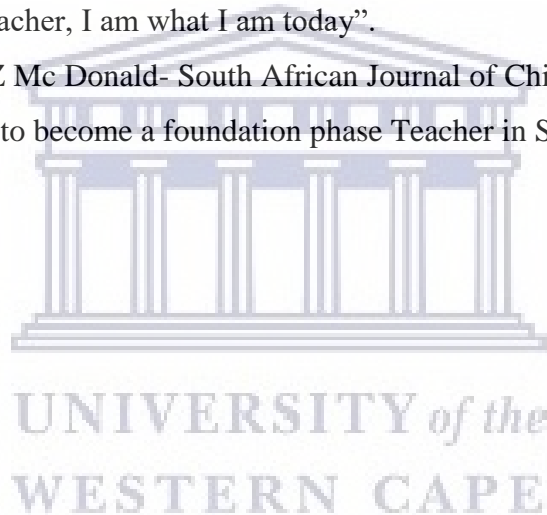 acher, I am what I am today”.
Z Mc Donald- South African Journal of Chi
to become a foundation phase Teacher in S
UNIVERSITY of the
WESTERN CAPE